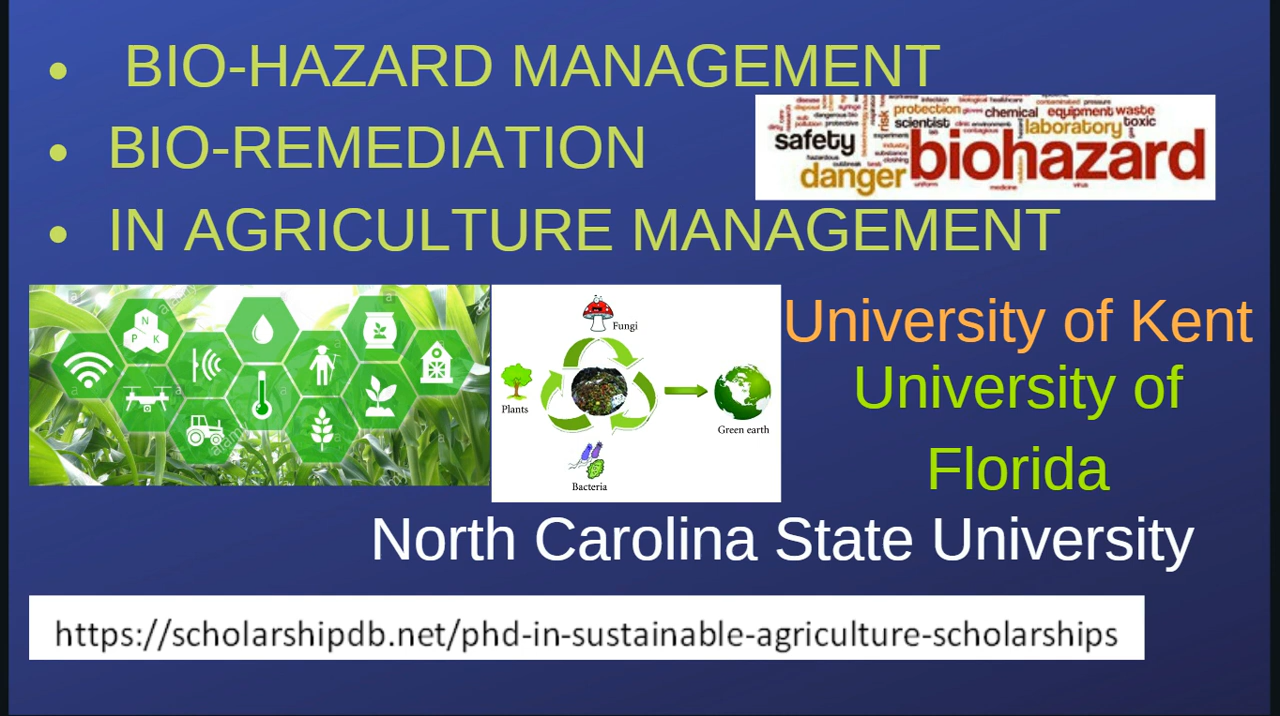 • BIO-HAZARD MANAGEMENT
• BIO-REMEDIATION
• IN AGRICULTURE MANAGEMENT
protection
chemical equipment waste
risk
scientist
laboratory toxic
safety
danger
biohazard
N
P K
Fungi
Plants
Green earth
Bacteria
University of Kent
University of
Florida
North Carolina State University
https://scholarshipdb.net/phd-in-sustainable-agriculture-scholarships